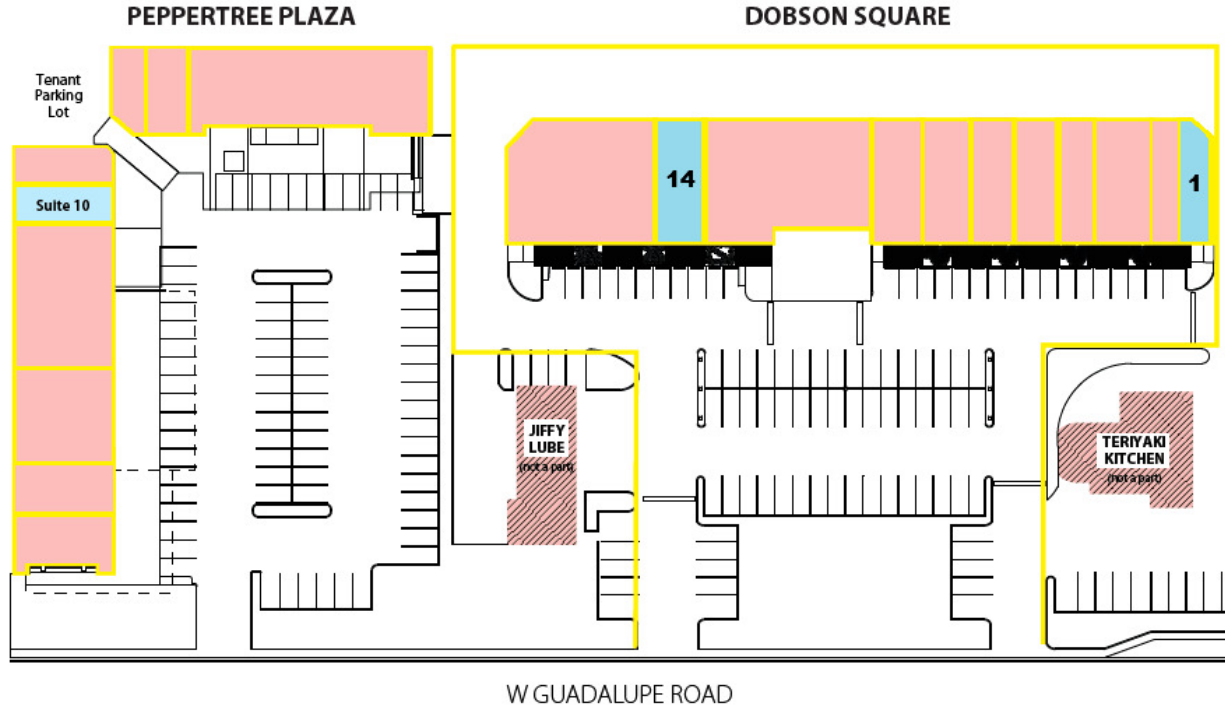 PEPPERTREE PLAZA
DOBSON SQUARE
Tenant
Parking
Lot
Suite 10
14
1
JIFFY
LUBE
(not a part)
TERIYAKI
KITCHEN
(not a part)
W GUADALUPE ROAD